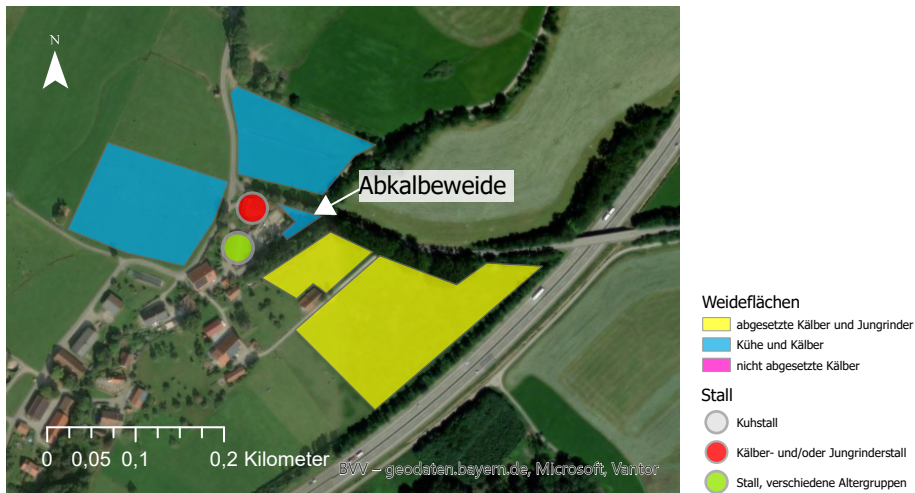 N
Abkalbeweide
0 0,05 0,1 0,2 Kilometer
BVV – geodaten.bayern.de, Microsoft, Vantor
Weideflächen
abgesetzte Kälber und Jungrinder
Kühe und Kälber
nicht abgesetzte Kälber
Stall
Kuhstall
Kälber- und/oder Jungrinderstall
Stall, verschiedene Altergruppen